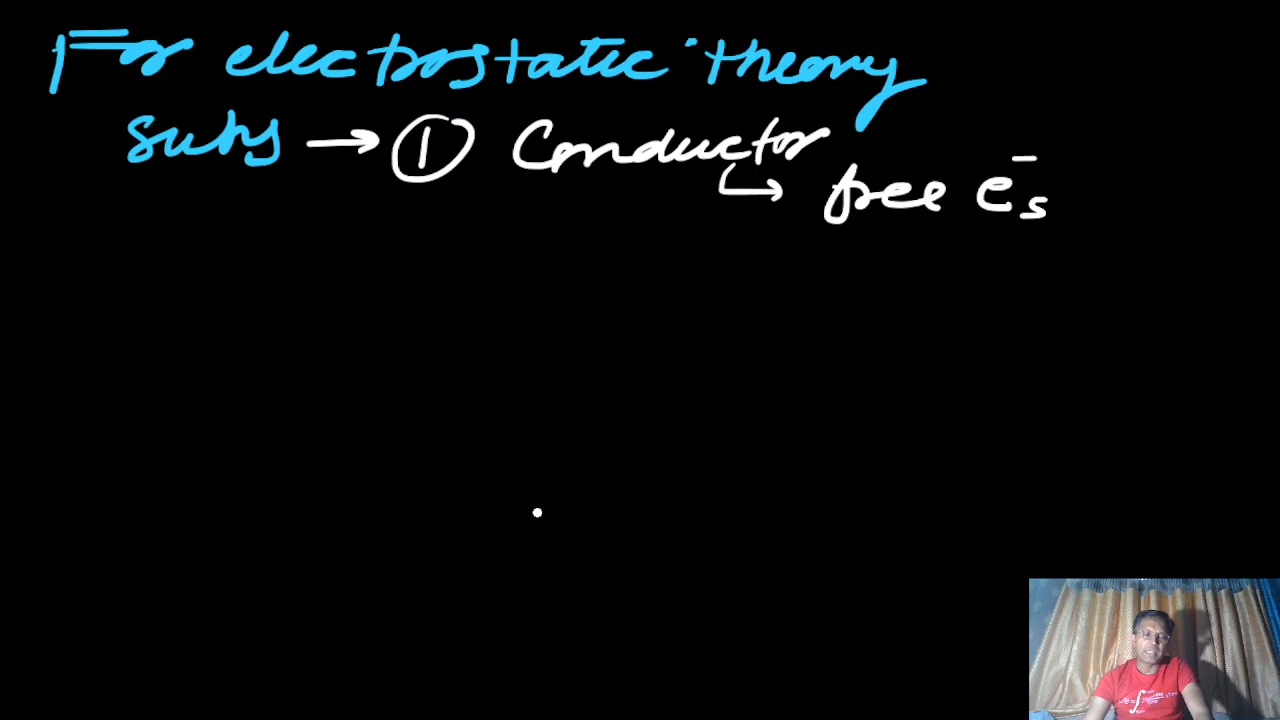 For electrostatic theory
subs → ① Conductor
↳ free e⁻s